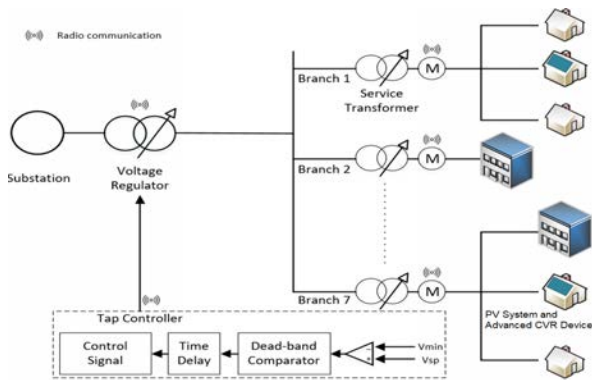 Radio communication
Branch 1
M
Service
Transformer
Substation
Voltage
Regulator
Branch 2
M
Branch 7
M
PV System and
Advanced CVR Device
Tap Controller
Control
Signal
Time
Delay
Dead-band
Comparator
-
+
Vmin
Vsp